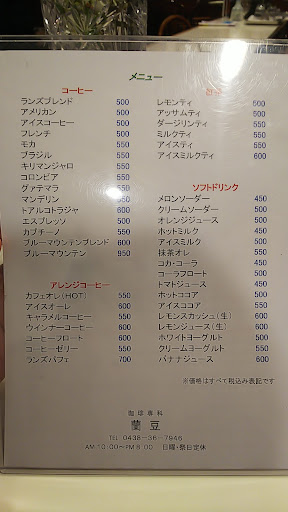 メニュー
コーヒー
ランズブレンド 500
アメリカン 500
アイスコーヒー 500
フレンチ 500
モカ 550
ブラジル 550
キリマンジャロ 550
コロンビア 550
グァテマラ 550
マンデリン 550
トアルコトラジャ 600
エスプレッソ 500
カプチーノ 550
ブルーマウンテンブレンド 600
ブルーマウンテン 950
アレンジコーヒー
カフェオレ(HOT) 550
アイスオーレ 600
キャラメルコーヒー 550
ウインナーコーヒー 600
コーヒーフロート 600
コーヒーゼリー 550
ランズパフェ 700
レモンティ 500
アッサムティ 500
ダージリンティ 550
ミルクティ 550
アイスティ 550
アイスミルクティ 600
ソフトドリンク
メロンソーダー 450
クリームソーダー 600
オレンジジュース 500
ホットミルク 450
アイスミルク 500
抹茶オレ 550
コカ・コーラ 450
コーラフロート 600
トマトジュース 450
ホットココア 500
アイスココア 550
レモンスカッシュ(生) 600
レモンジュース(生) 600
ホワイトヨーグルト 500
クリームヨーグルト 550
バナナジュース 600
※価格はすべて税込み表記です
珈琲専科
蘭豆
TEL 0438-36-7946
AM 10:00~PM 8:00 日曜・祭日定休